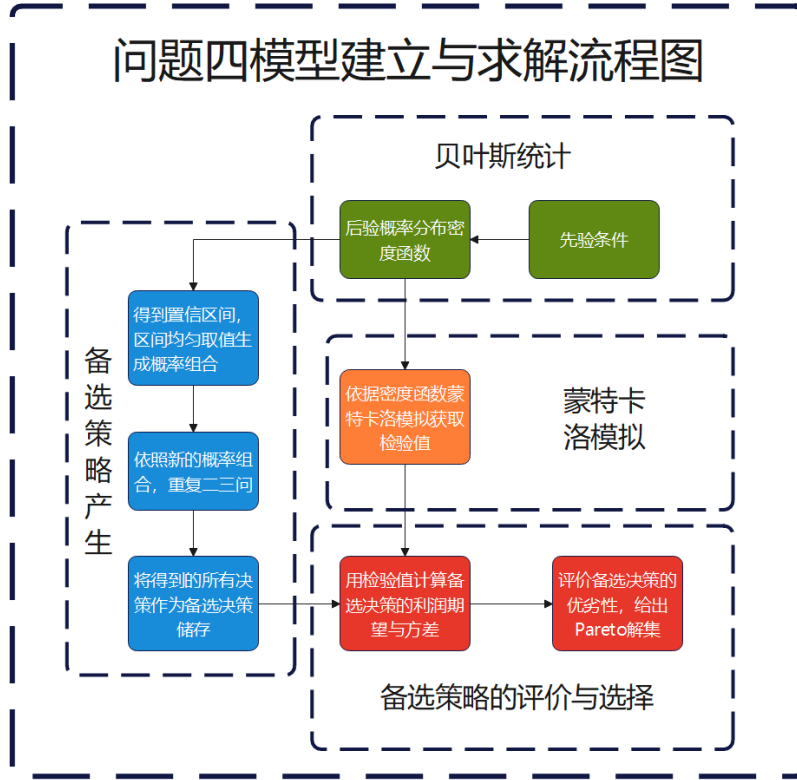 问题四模型建立与求解流程图
贝叶斯统计
后验概率分布密
度函数
先验条件
备
选
策
略
产
生
得到置信区间，
区间均匀取值生
成概率组合
依照新的概率组
合，重复二三问
将得到的所有决
策作为备选决策
储存
依据密度函数蒙
特卡洛模拟获取
检验值
蒙特卡
洛模拟
用检验值计算备
选决策的利润期
望与方差
评价备选决策的
优劣性，给出
Pareto解集
备选策略的评价与选择